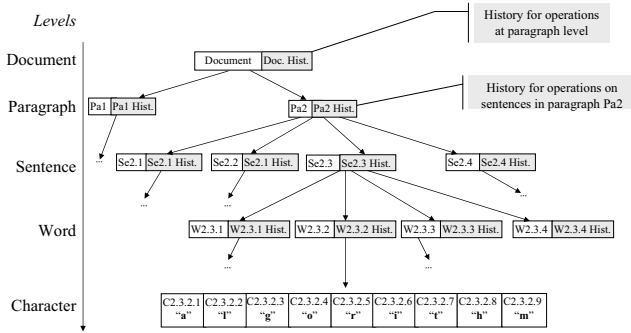 Levels
History for operations
at paragraph level
Document
Document Doc. Hist.
Paragraph
Pa1 Pa1 Hist.
Pa2 Pa2 Hist.
History for operations on
sentences in paragraph Pa2
...
Sentence
Se2.1 Se2.1 Hist.
Se2.2 Se2.1 Hist.
Se2.3 Se2.3 Hist.
Se2.4 Se2.4 Hist.
... ... ...
Word
W2.3.1 W2.3.1 Hist.
W2.3.2 W2.3.2 Hist.
W2.3.3 W2.3.3 Hist.
W2.3.4 W2.3.4 Hist.
... ...
Character
C2.3.2.1 C2.3.2.2 C2.3.2.3 C2.3.2.4 C2.3.2.5 C2.3.2.6 C2.3.2.7 C2.3.2.8 C2.3.2.9
“a” “l” “g” “o” “r” “i” “t” “h” “m”